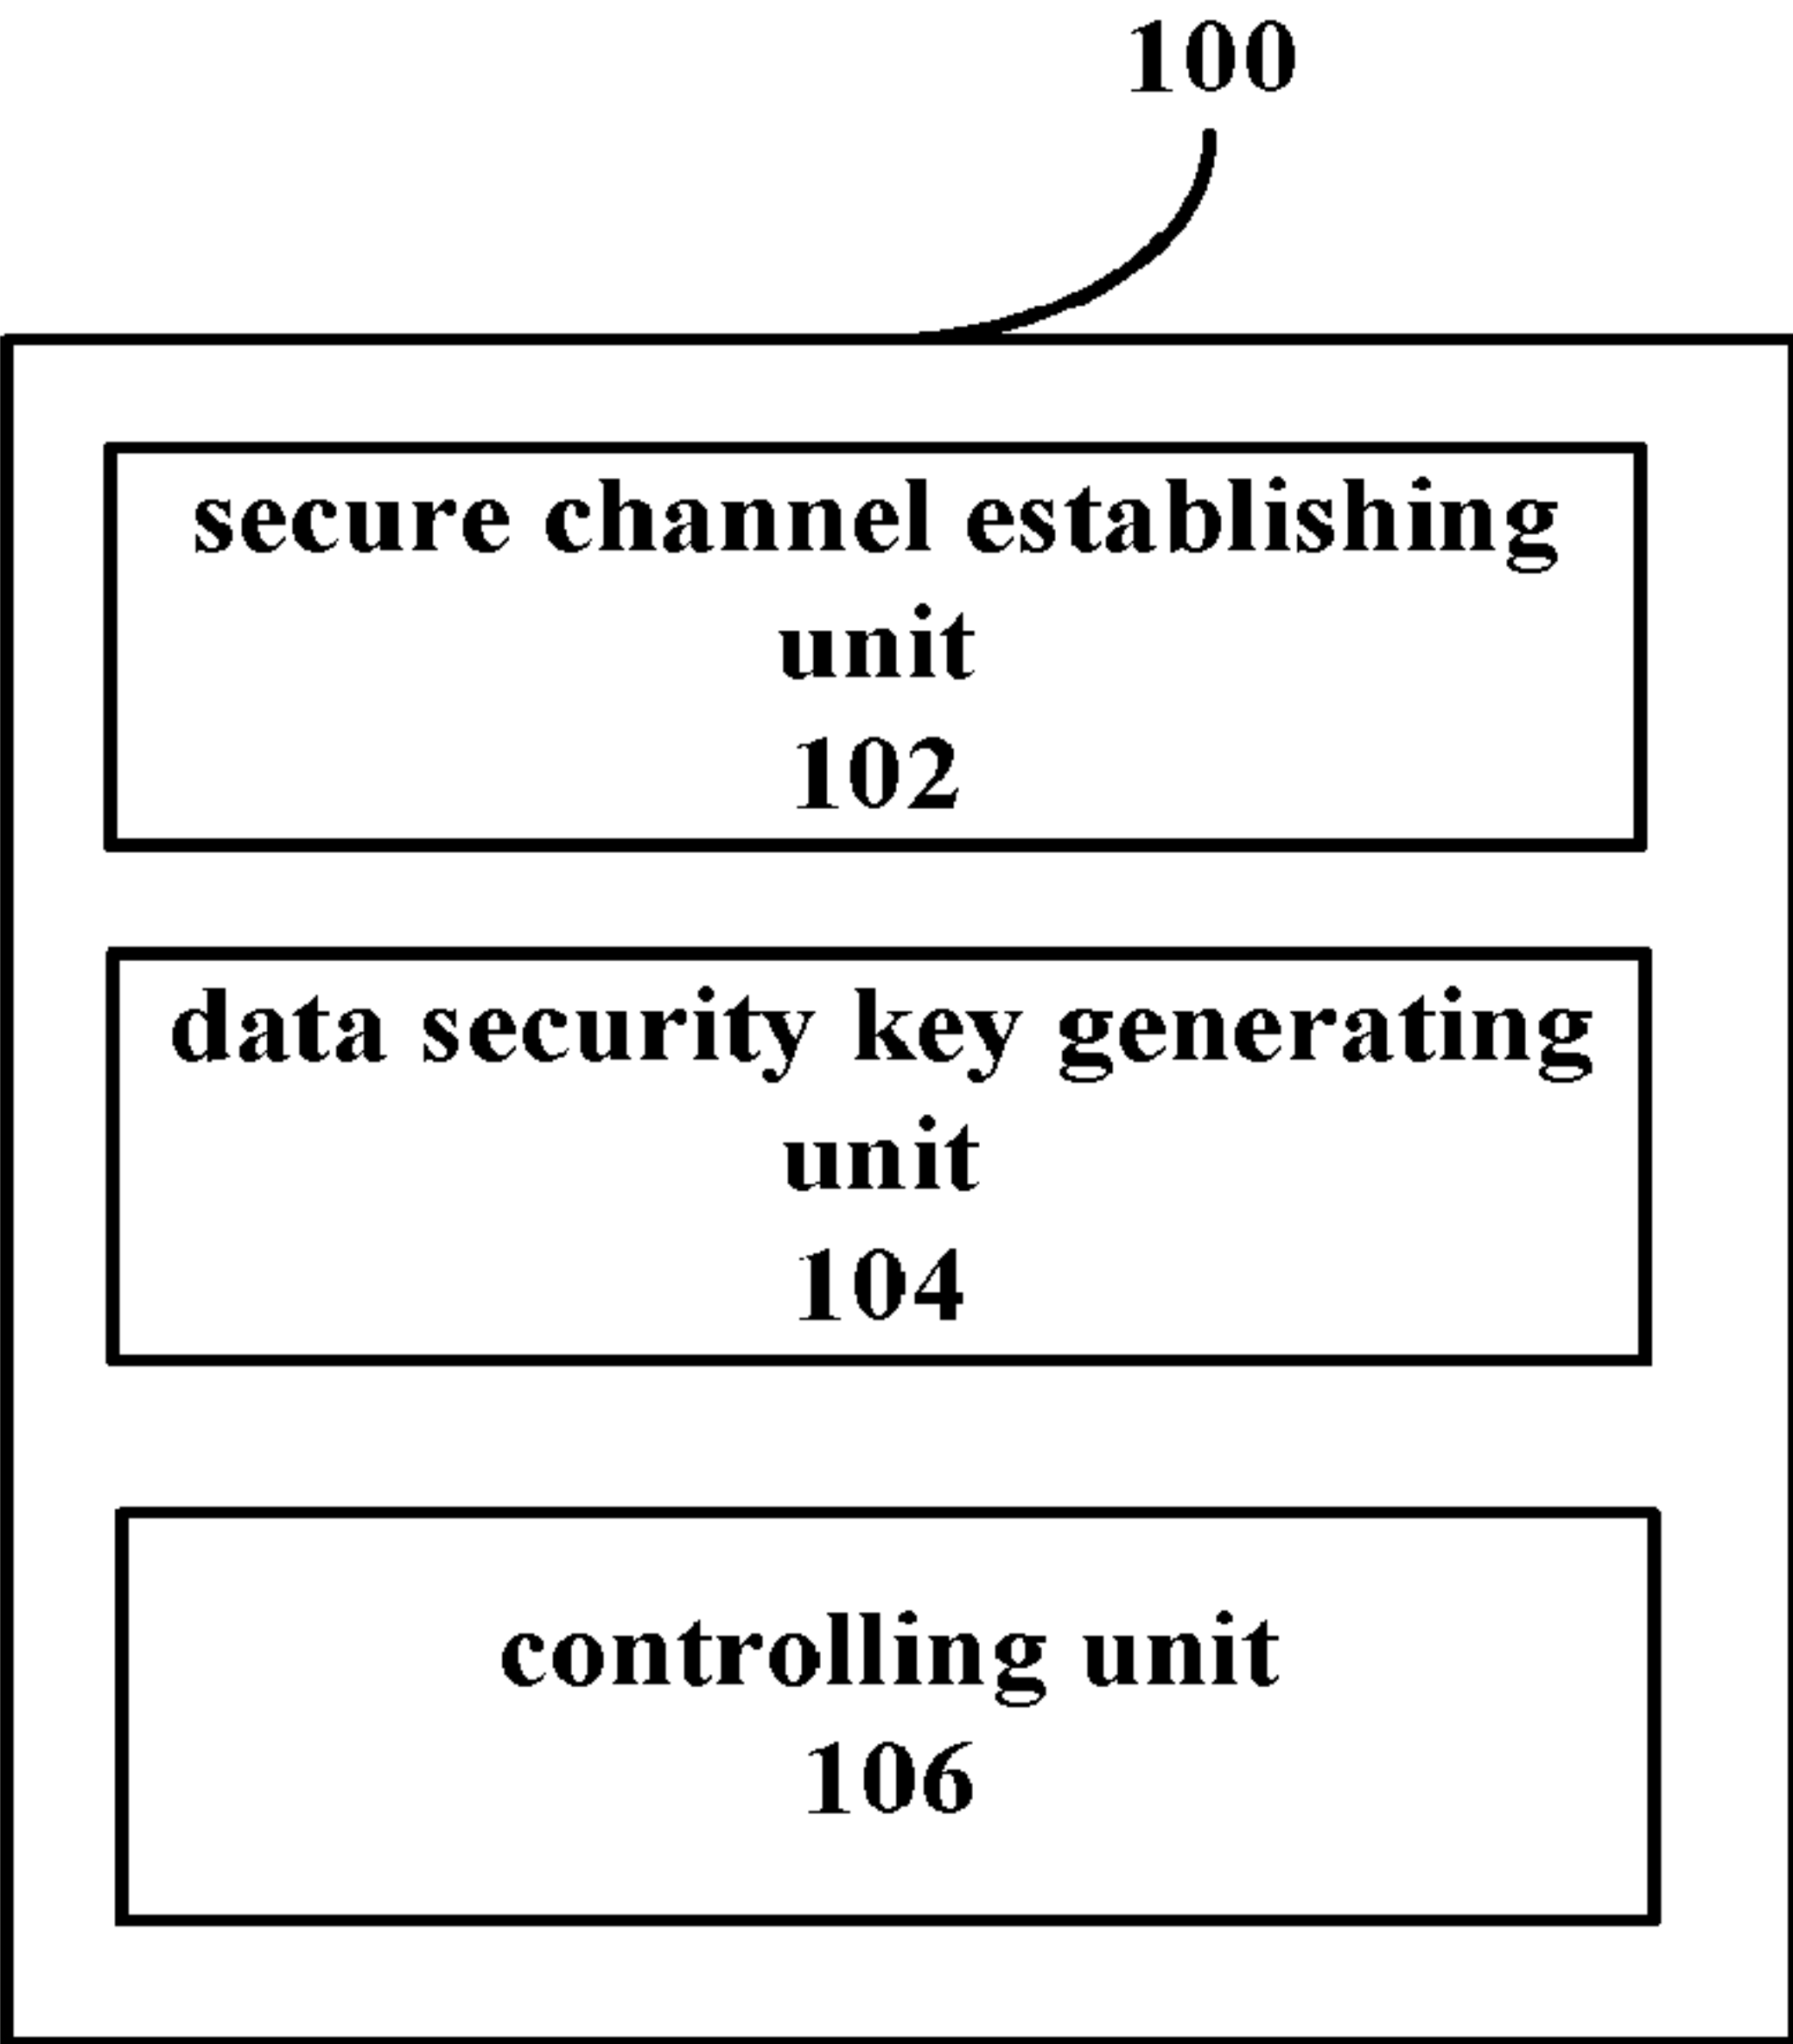 100
secure channel establishing
unit
102
data security key generating
unit
104
controlling unit
106